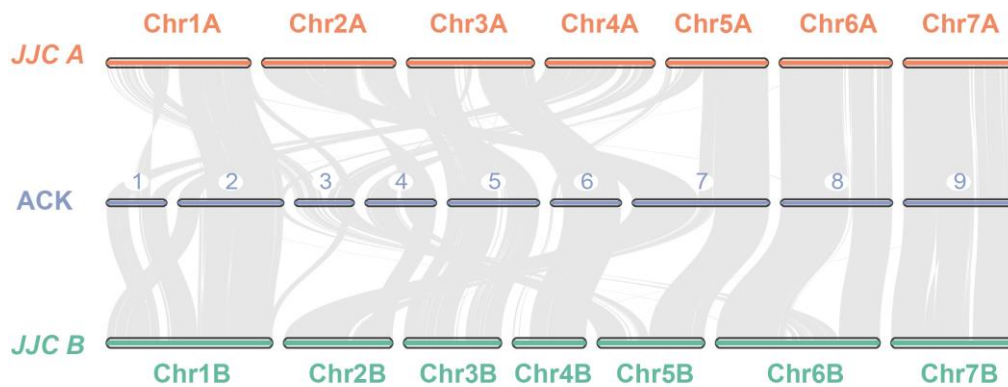 Chr1A Chr2A Chr3A Chr4A Chr5A Chr6A Chr7A
JJC A
1 2 3 4 5 6 7 8 9
ACK
JJC B
Chr1B Chr2B Chr3B Chr4B Chr5B Chr6B Chr7B